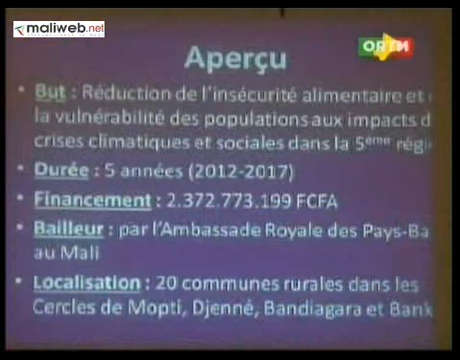 maliweb.net
ORTM
Aperçu
• But : Réduction de l'insécurité alimentaire et
la vulnérabilité des populations aux impacts d
crises climatiques et sociales dans la 5ème régi
• Durée : 5 années (2012-2017)
• Financement : 2.372.773.199 FCFA
• Bailleur : par l'Ambassade Royale des Pays-Ba
au Mali
• Localisation : 20 communes rurales dans les
Cercles de Mopti, Djenné, Bandiagara et Bank